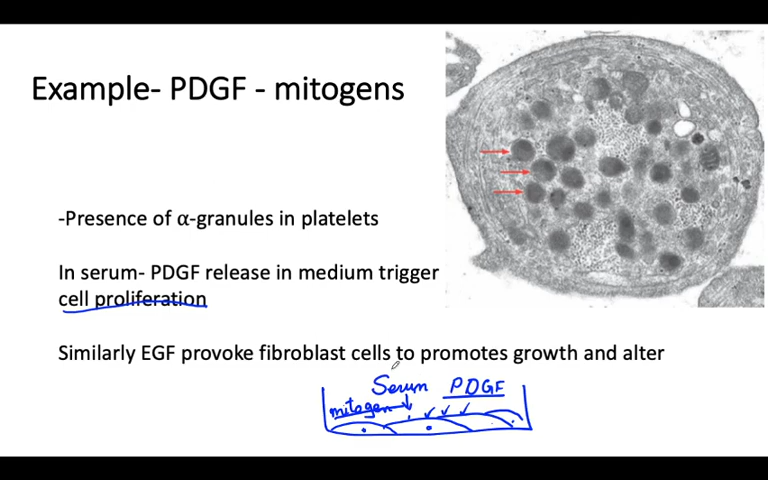 Example- PDGF - mitogens
-Presence of α-granules in platelets
In serum- PDGF release in medium trigger
cell proliferation
Similarly EGF provoke fibroblast cells to promotes growth and alter
Serum PDGF
mitogen